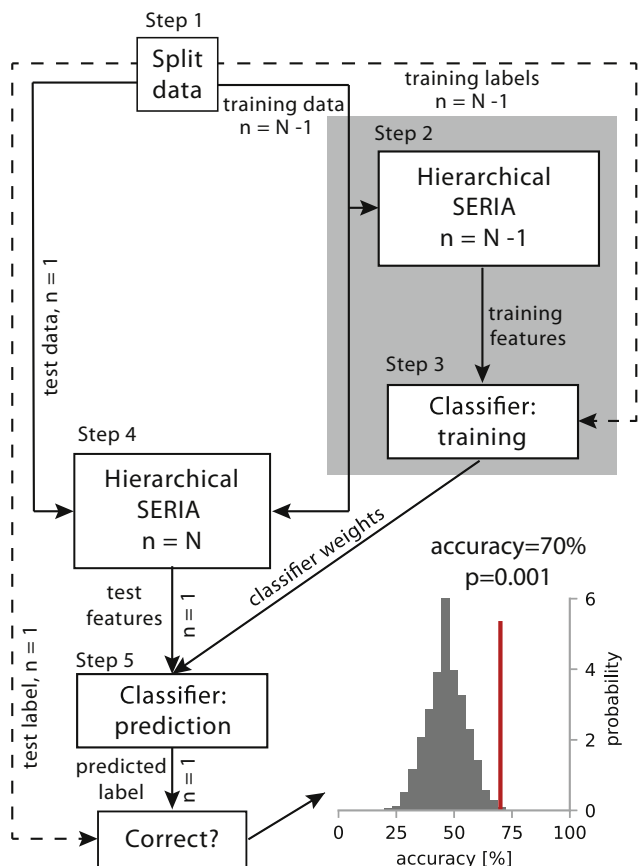 Step 1
Split
data
training data
n = N -1
training labels
n = N -1
Step 2
Hierarchical
SERIA
n = N -1
training
features
Step 3
Classifier:
training
test data, n = 1
Step 4
Hierarchical
SERIA
n = N
classifier weights
test
features
n = 1
Step 5
Classifier:
prediction
test label, n = 1
predicted
label
n = 1
Correct?
accuracy=70%
p=0.001
6
4
2
0
probability
0
25
50
75
100
accuracy [%]